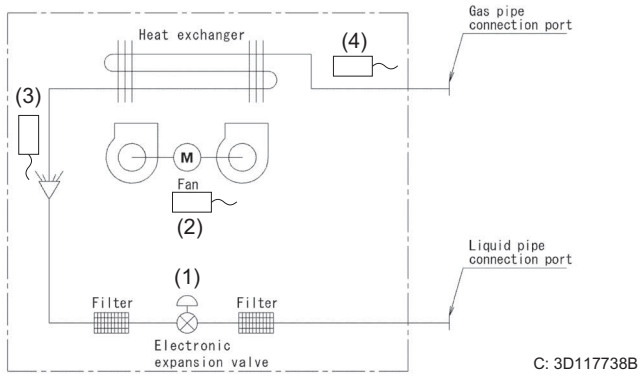 Gas pipe
connection port
Heat exchanger
(4)
(3)
M
Fan
(2)
Liquid pipe
connection port
(1)
Filter
Filter
Electronic
expansion valve
C: 3D117738B